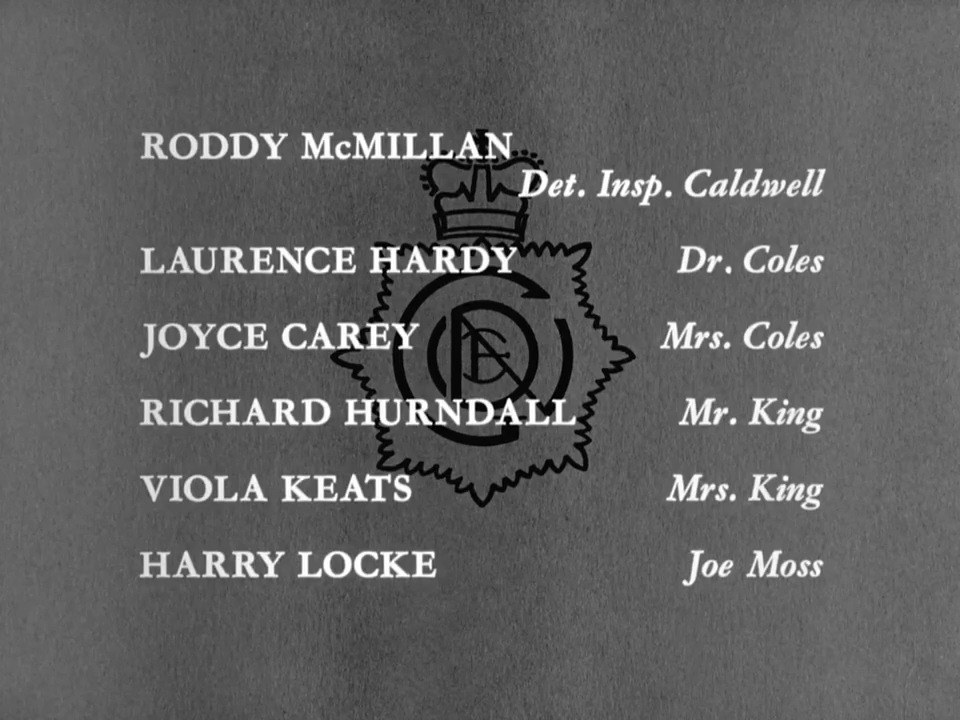 RODDY McMILLAN
Det. Insp. Caldwell
LAURENCE HARDY Dr. Coles
JOYCE CAREY Mrs. Coles
RICHARD HURNDALL Mr. King
VIOLA KEATS Mrs. King
HARRY LOCKE Joe Moss